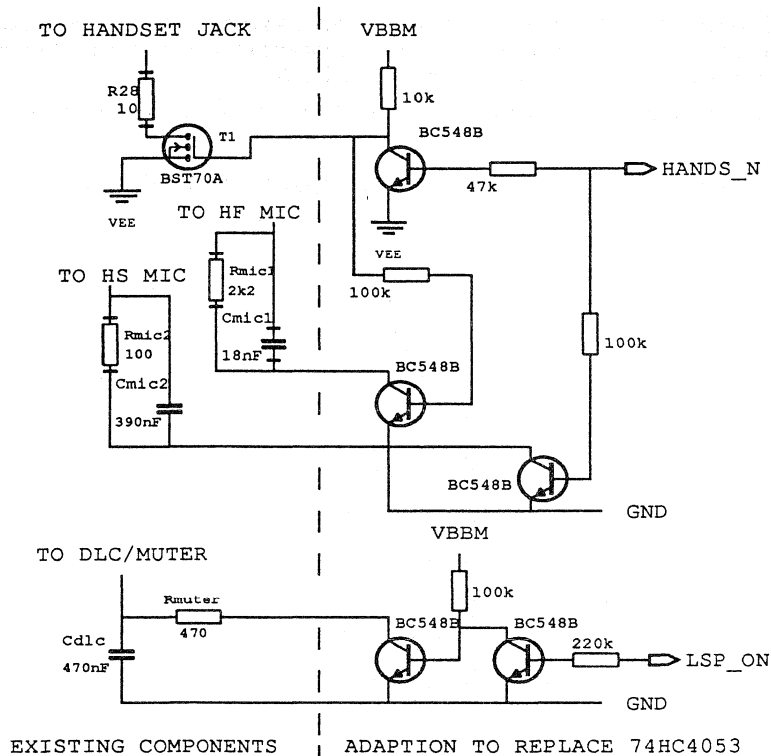 TO HANDSET JACK
VBBM
R28
10
10k
T1
BC548B
BST70A
47k
HANDS_N
VEE
TO HF MIC
VEE
TO HS MIC
Rmic1
2k2
100k
Cmic1
Rmic2
100
18nF
BC548B
100k
Cmic2
390nF
BC548B
GND
VBBM
TO DLC/MUTER
100k
Rmuter
470
BC548B
BC548B
220k
Cdlc
470nF
LSP_ON
GND
EXISTING COMPONENTS
ADAPTION TO REPLACE 74HC4053